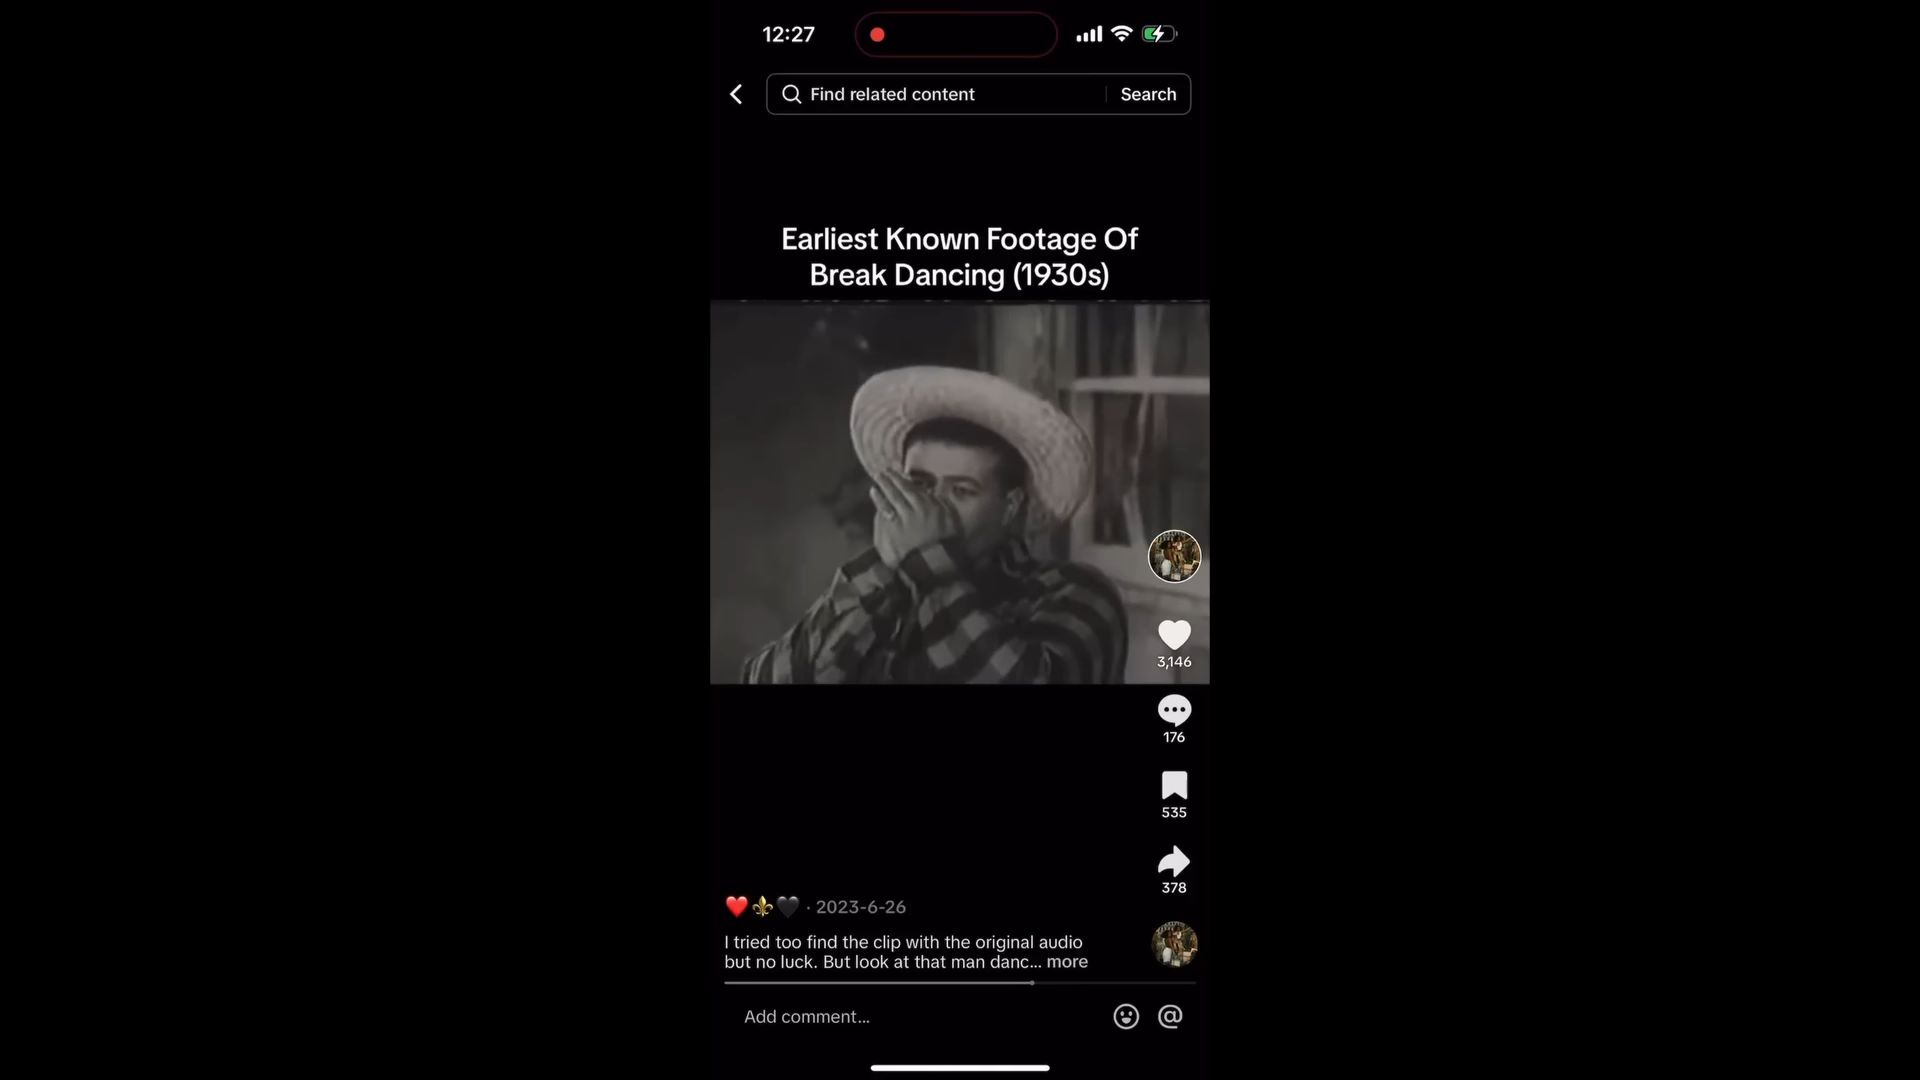 12:27
Find related content
Search
Earliest Known Footage Of
Break Dancing (1930s)
3,146
176
535
378
❤️⚜️🖤 · 2023-6-26
I tried too find the clip with the original audio
but no luck. But look at that man danc... more
Add comment...